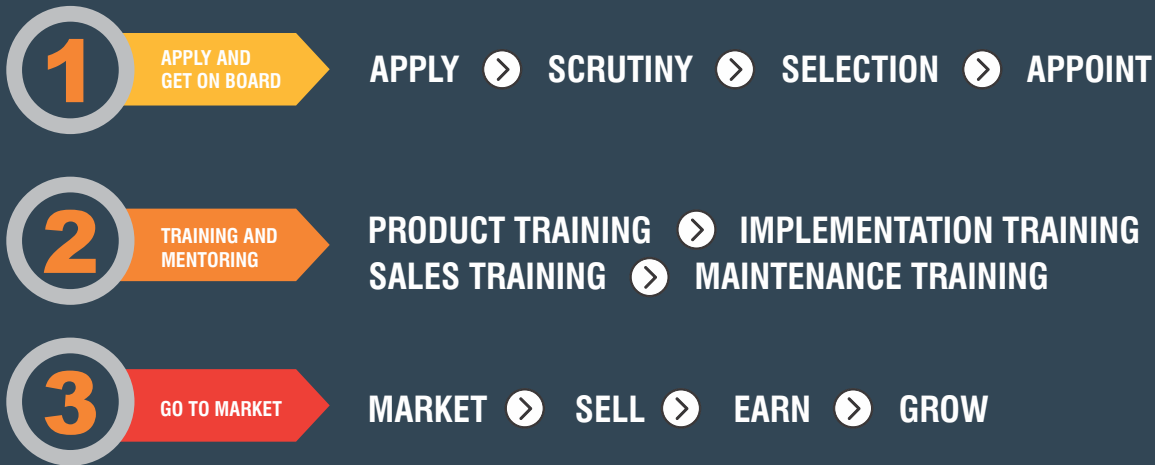 1
APPLY AND
GET ON BOARD
APPLY SCRUTINY SELECTION APPOINT
2
TRAINING AND
MENTORING
PRODUCT TRAINING IMPLEMENTATION TRAINING
SALES TRAINING MAINTENANCE TRAINING
3
GO TO MARKET
MARKET SELL EARN GROW